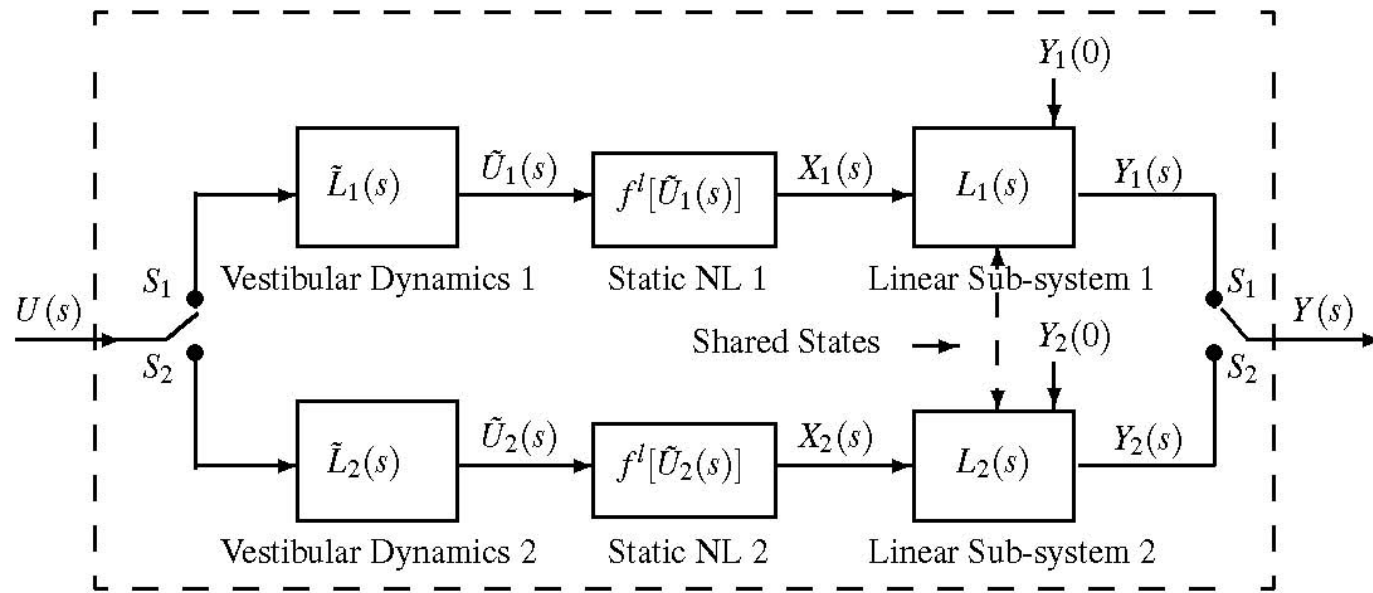 Y₁(0)
L̃₁(s)
Ũ₁(s)
fˡ[Ũ₁(s)]
X₁(s)
L₁(s)
Y₁(s)
Vestibular Dynamics 1
Static NL 1
Linear Sub-system 1
S₁
S₁
U(s)
Y(s)
S₂
S₂
Shared States
Y₂(0)
L̃₂(s)
Ũ₂(s)
fˡ[Ũ₂(s)]
X₂(s)
L₂(s)
Y₂(s)
Vestibular Dynamics 2
Static NL 2
Linear Sub-system 2